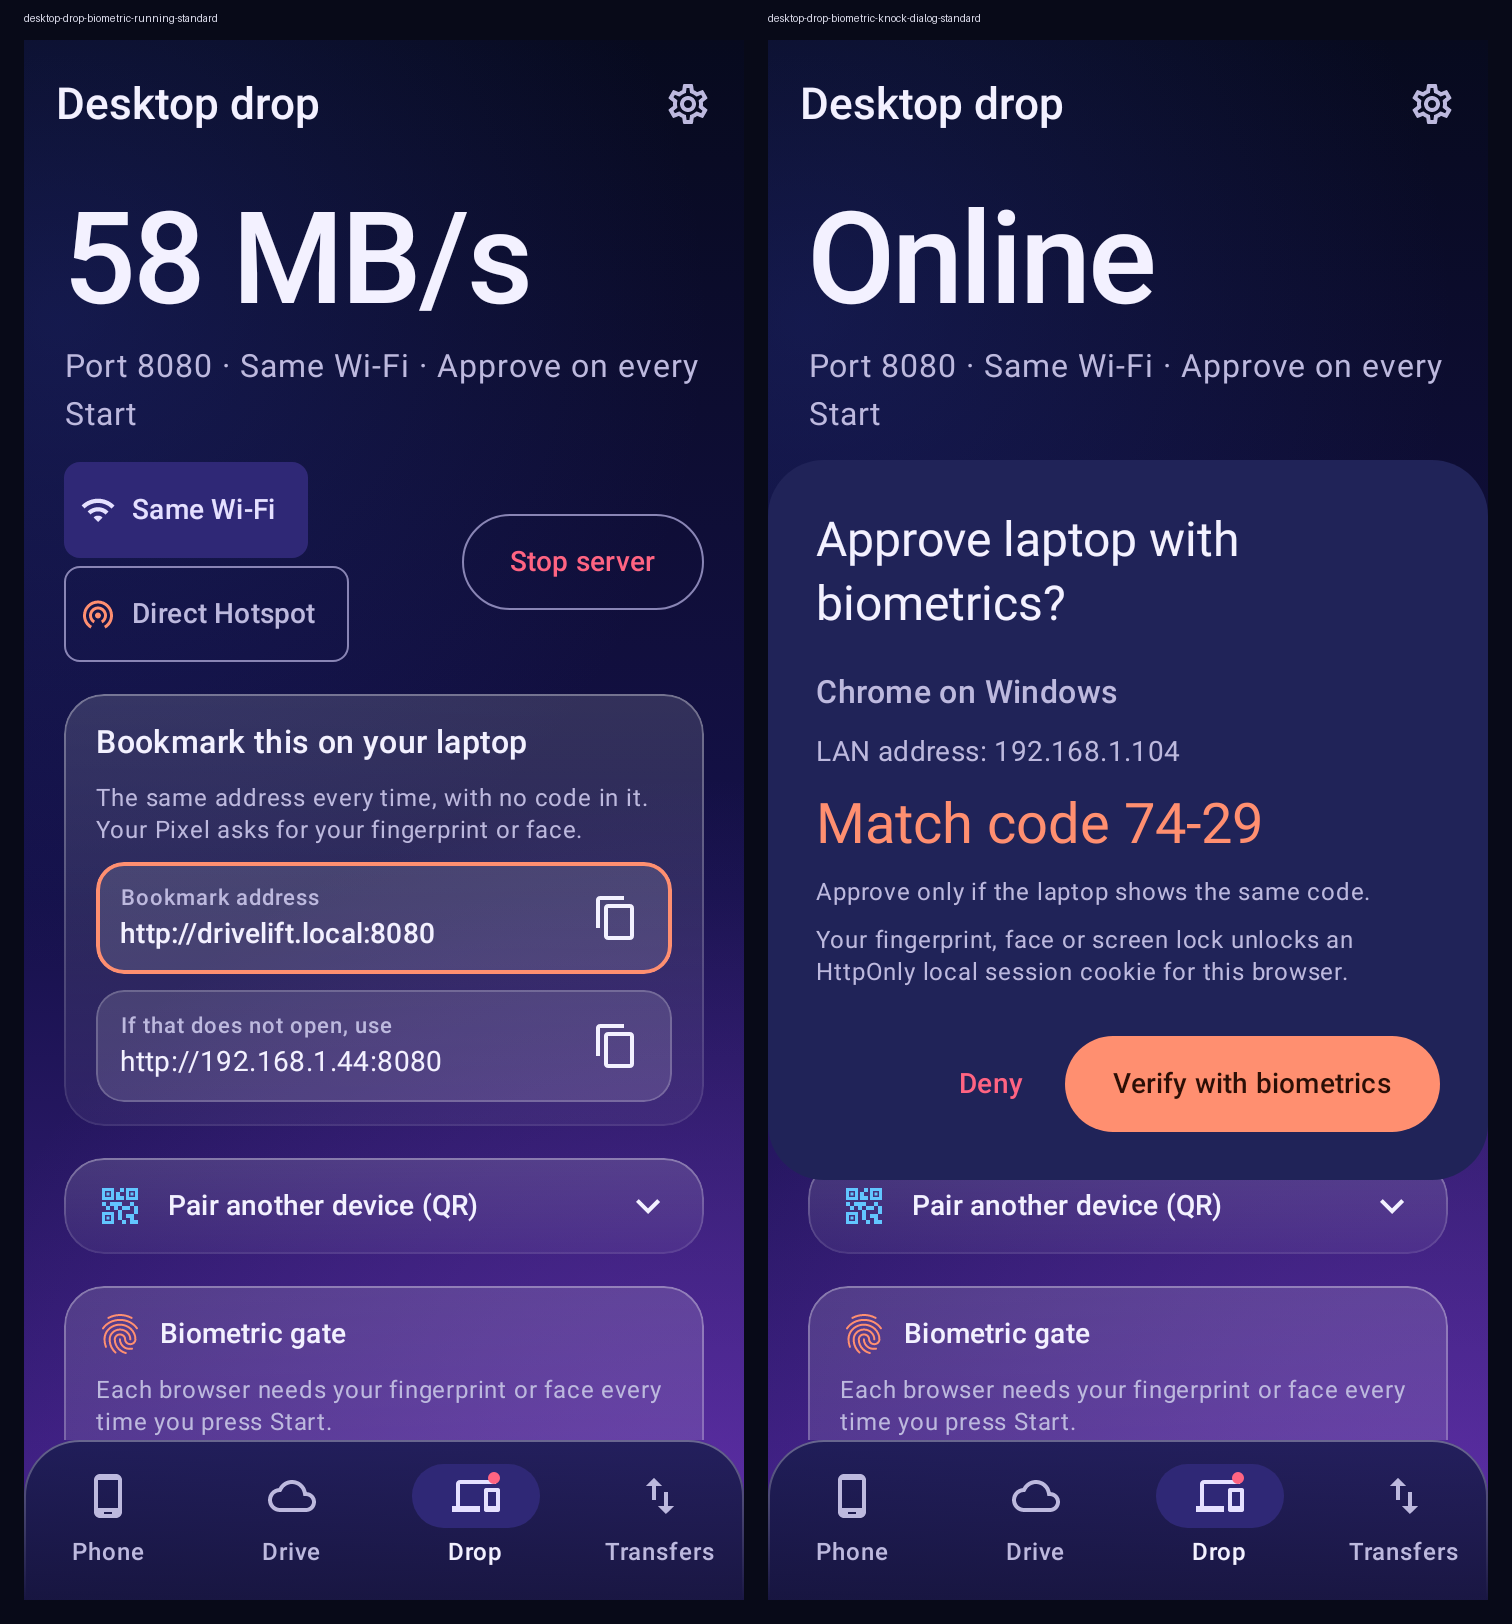 desktop-drop-biometric-running-standard
Desktop drop
58 MB/s
Port 8080 · Same Wi-Fi · Approve on every
Start
Same Wi-Fi
Stop server
Direct Hotspot
Bookmark this on your laptop
The same address every time, with no code in it.
Your Pixel asks for your fingerprint or face.
Bookmark address
http://drivelift.local:8080
If that does not open, use
http://192.168.1.44:8080
Pair another device (QR)
Biometric gate
Each browser needs your fingerprint or face every
time you press Start.
Phone
Drive
Drop
Transfers
desktop-drop-biometric-knock-dialog-standard
Desktop drop
Online
Port 8080 · Same Wi-Fi · Approve on every
Start
Approve laptop with
biometrics?
Chrome on Windows
LAN address: 192.168.1.104
Match code 74-29
Approve only if the laptop shows the same code.
Your fingerprint, face or screen lock unlocks an
HttpOnly local session cookie for this browser.
Deny
Verify with biometrics
Pair another device (QR)
Biometric gate
Each browser needs your fingerprint or face every
time you press Start.
Phone
Drive
Drop
Transfers